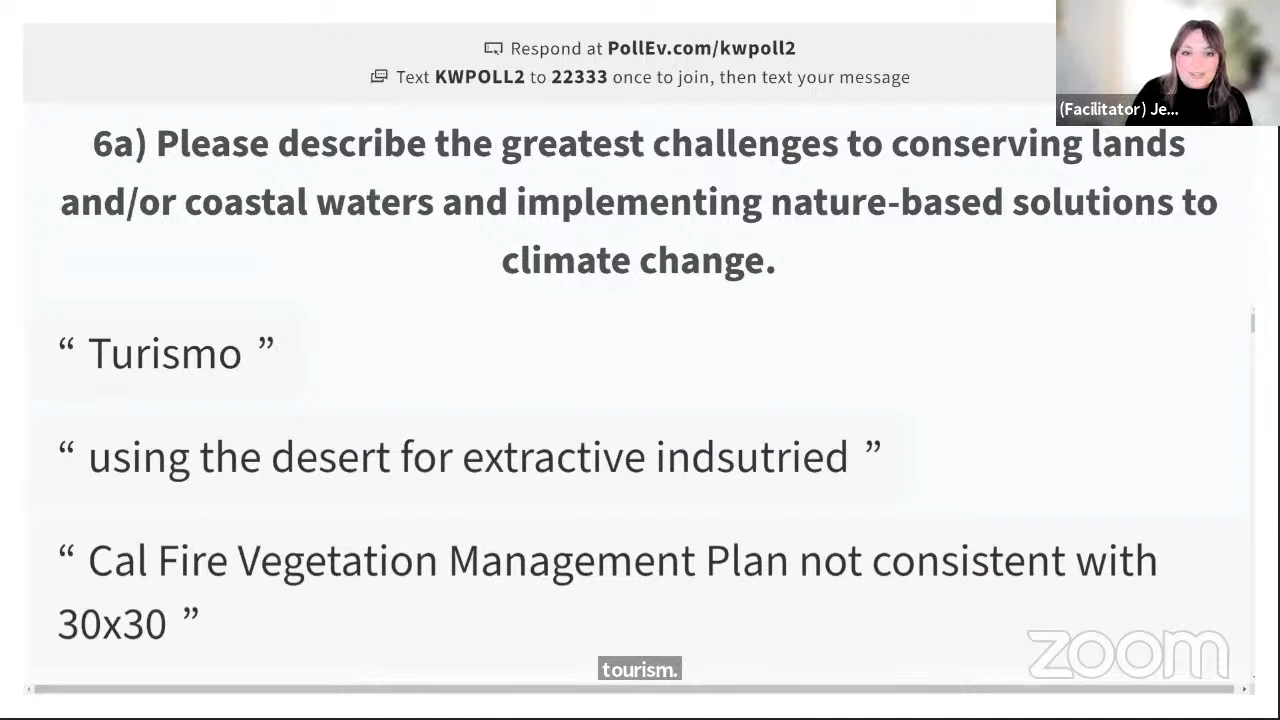 Respond at PollEv.com/kwpoll2
Text KWPOLL2 to 22333 once to join, then text your message
(Facilitator) Je...
6a) Please describe the greatest challenges to conserving lands
and/or coastal waters and implementing nature-based solutions to
climate change.
“ Turismo ”
“ using the desert for extractive indsutried ”
“ Cal Fire Vegetation Management Plan not consistent with
30x30 ”
zoom
tourism.